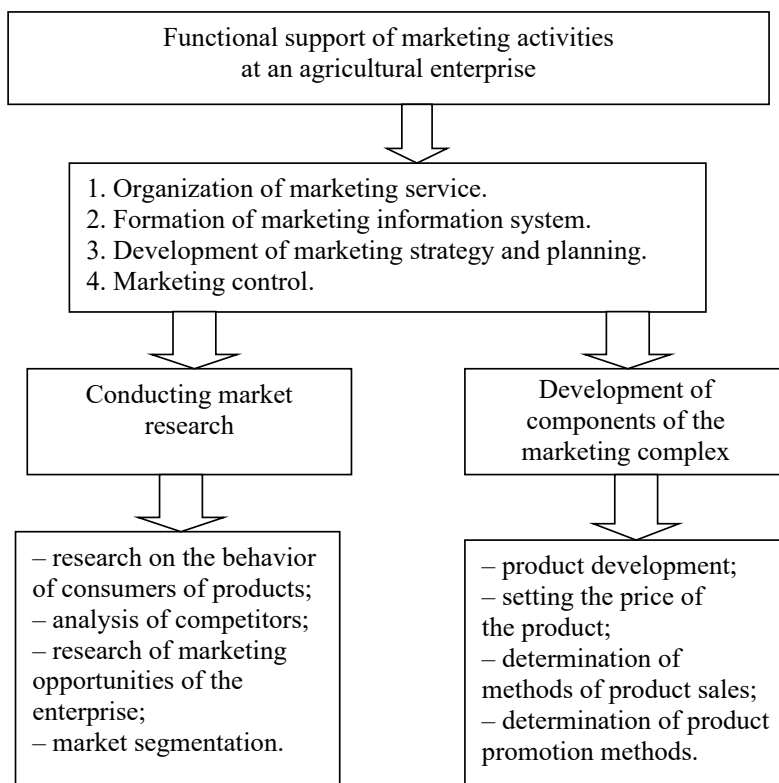 Functional support of marketing activities
at an agricultural enterprise
1. Organization of marketing service.
2. Formation of marketing information system.
3. Development of marketing strategy and planning.
4. Marketing control.
Conducting market
research
Development of
components of the
marketing complex
– research on the behavior
of consumers of products;
– analysis of competitors;
– research of marketing
opportunities of the
enterprise;
– market segmentation.
– product development;
– setting the price of
the product;
– determination of
methods of product sales;
– determination of product
promotion methods.